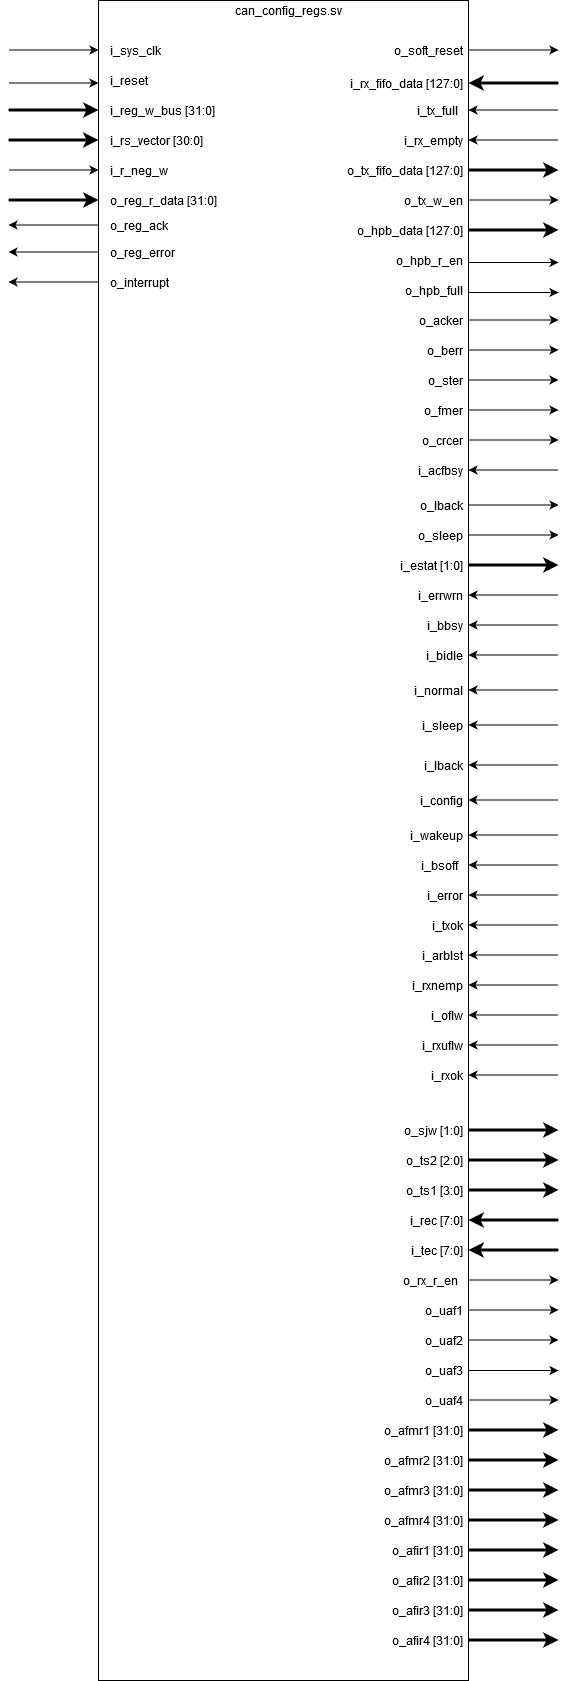 can_config_regs.sv
i_sys_clk
i_reset
i_reg_w_bus [31:0]
i_rs_vector [30:0]
i_r_neg_w
o_reg_r_data [31:0]
o_reg_ack
o_reg_error
o_interrupt
o_soft_reset
i_rx_fifo_data [127:0]
i_tx_full
i_rx_empty
o_tx_fifo_data [127:0]
o_tx_w_en
o_hpb_data [127:0]
o_hpb_r_en
o_hpb_full
o_acker
o_berr
o_ster
o_fmer
o_crcer
i_acfbsy
o_lback
o_sleep
i_estat [1:0]
i_errwrn
i_bbsy
i_bidle
i_normal
i_sleep
i_lback
i_config
i_wakeup
i_bsoff
i_error
i_txok
i_arblst
i_rxnemp
i_oflw
i_rxuflw
i_rxok
o_sjw [1:0]
o_ts2 [2:0]
o_ts1 [3:0]
i_rec [7:0]
i_tec [7:0]
o_rx_r_en
o_uaf1
o_uaf2
o_uaf3
o_uaf4
o_afmr1 [31:0]
o_afmr2 [31:0]
o_afmr3 [31:0]
o_afmr4 [31:0]
o_afir1 [31:0]
o_afir2 [31:0]
o_afir3 [31:0]
o_afir4 [31:0]